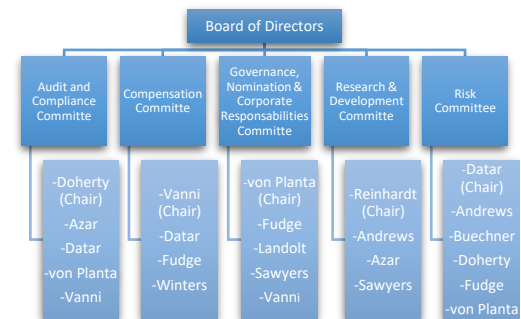 Board of Directors
Audit and
Compliance
Committe
Compensation
Committe
Governance,
Nomination &
Corporate
Responsabilities
Committe
Research &
Development
Committe
Risk
Committee
-Doherty
(Chair)
-Azar
-Datar
-von Planta
-Vanni
-Vanni
(Chair)
-Datar
-Fudge
-Winters
-von Planta
(Chair)
-Fudge
-Landolt
-Sawyers
-Vanni
-Reinhardt
(Chair)
-Andrews
-Azar
-Sawyers
-Datar
(Chair)
-Andrews
-Buechner
-Doherty
-Fudge
-von Planta